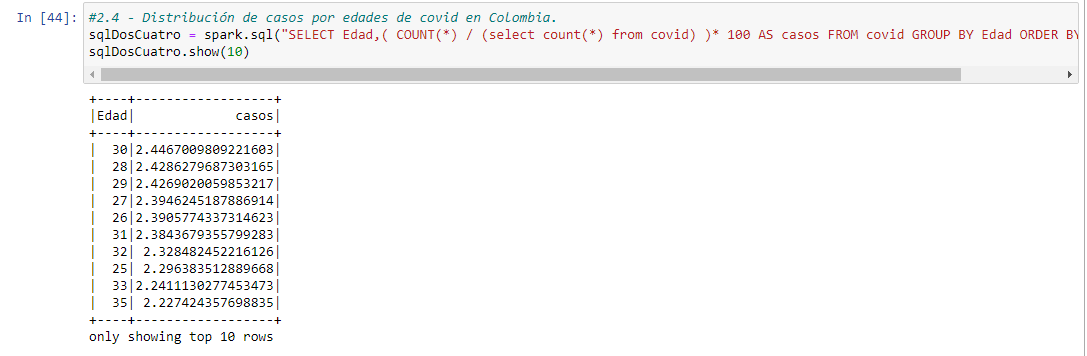 In [44]:
#2.4 - Distribución de casos por edades de covid en Colombia.
sqlDosCuatro = spark.sql("SELECT Edad,( COUNT(*) / (select count(*) from covid) )* 100 AS casos FROM covid GROUP BY Edad ORDER BY
sqlDosCuatro.show(10)
+----+------------------+
|Edad|             casos|
+----+------------------+
|  30|2.4467009809221603|
|  28|2.4286279687303165|
|  29|2.4269020059853217|
|  27|2.3946245187886914|
|  26|2.3905774337314623|
|  31|2.3843679355799283|
|  32| 2.328482452216126|
|  25| 2.296383512889668|
|  33|2.2411130277453473|
|  35| 2.227424357698835|
+----+------------------+
only showing top 10 rows